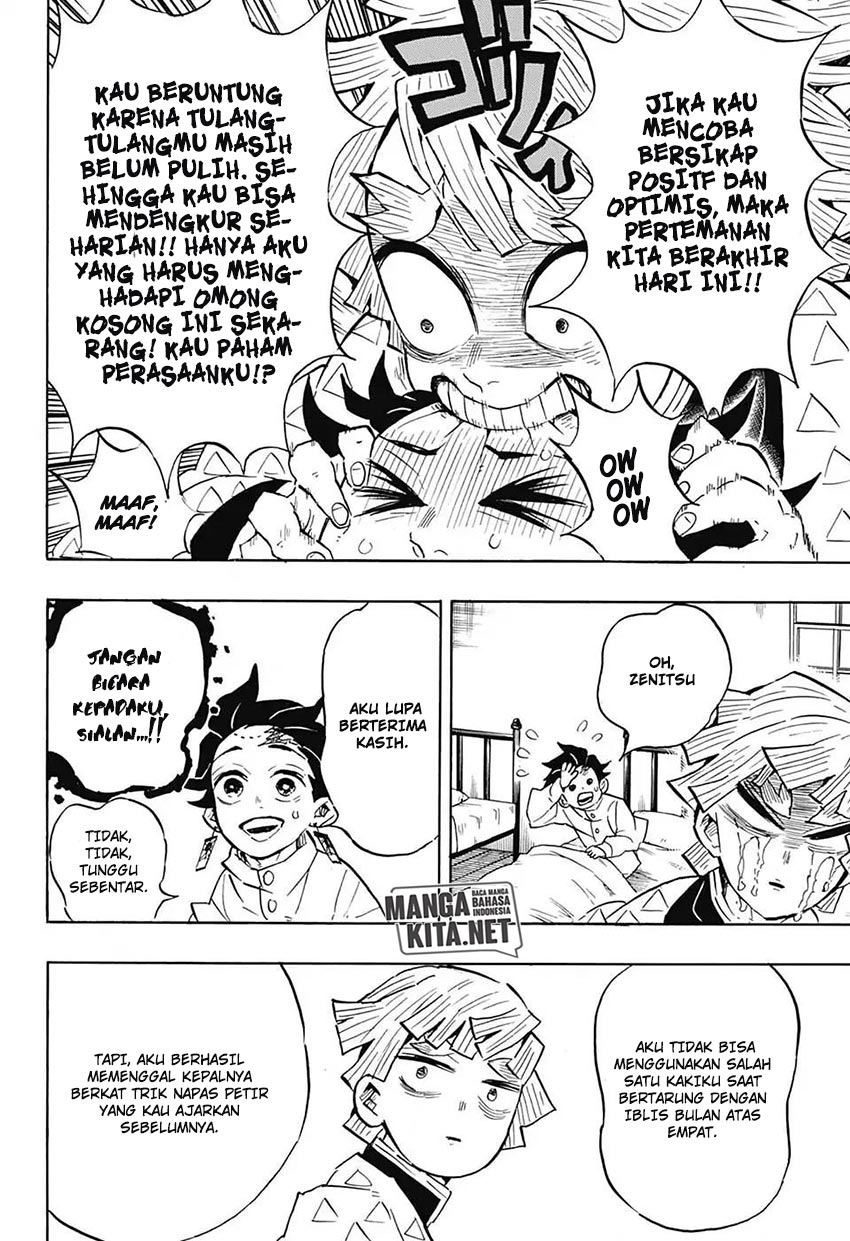 JIKA KAU
MENCOBA
BERSIKAP
POSITF DAN
OPTIMIS, MAKA
PERTEMANAN
KITA BERAKHIR
HARI INI!!
ゴゴゴ
KAU BERUNTUNG
KARENA TULANG-
TULANGMU MASIH
BELUM PULIH. SE-
HINGGA KAU BISA
MENDENGKUR SE-
HARIAN!! HANYA AKU
YANG HARUS MENG-
HADAPI OMONG
KOSONG INI SEKA-
RANG! KAU PAHAM
PERASAANKU!?
OW
OW
OW
MAAF,
MAAF!
OH,
ZENITSU
AKU LUPA
BERTERIMA
KASIH.
JANGAN
BICARA
KEPADAKU,
SIALAN...!!
TIDAK,
TIDAK,
TUNGGU
SEBENTAR.
MANGA
KITA.NET
BACA MANGA
BAHASA
INDONESIA
AKU TIDAK BISA
MENGGUNAKAN SALAH
SATU KAKIKU SAAT
BERTARUNG DENGAN
IBLIS BULAN ATAS
EMPAT.
TAPI, AKU BERHASIL
MEMENGGAL KEPALNYA
BERKAT TRIK NAPAS PETIR
YANG KAU AJARKAN
SEBELUMNYA.